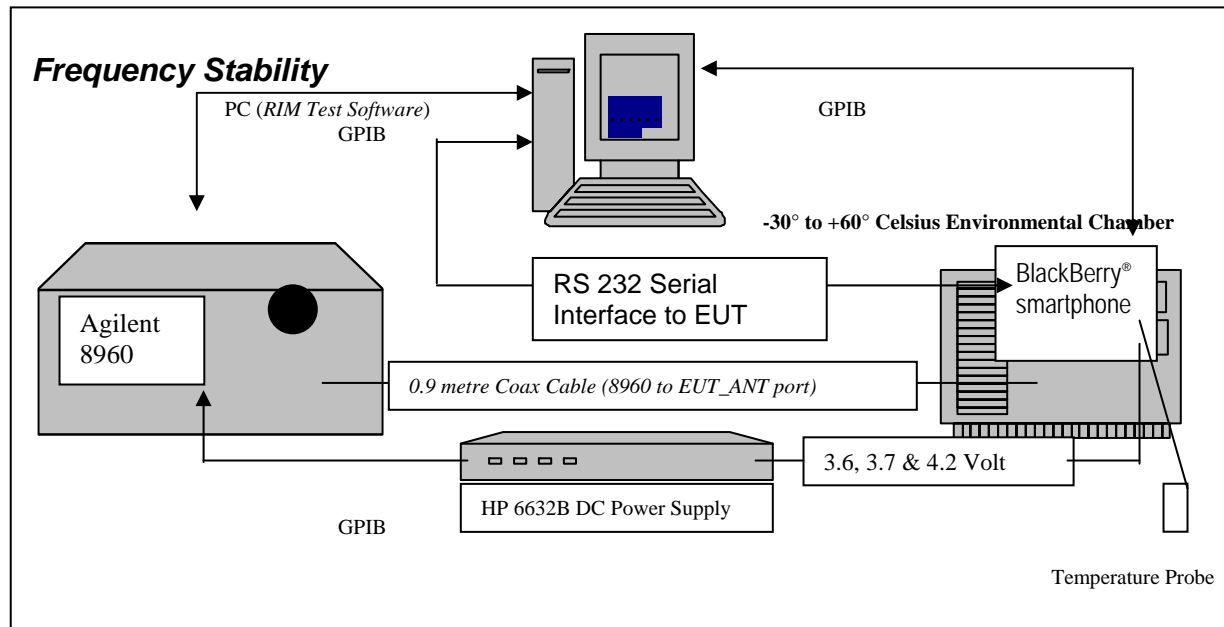 Frequency Stability
PC (RIM Test Software)
GPIB
GPIB
-30° to +60° Celsius Environmental Chamber
BlackBerry®
smartphone
RS 232 Serial
Interface to EUT
Agilent
8960
0.9 metre Coax Cable (8960 to EUT_ANT port)
3.6, 3.7 & 4.2 Volt
HP 6632B DC Power Supply
GPIB
Temperature Probe